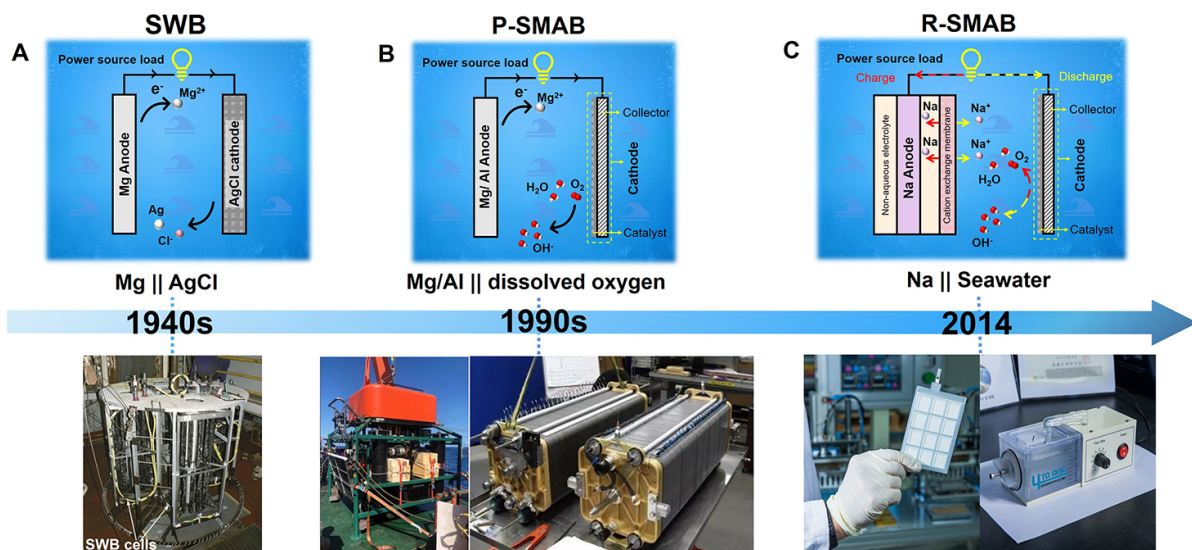 SWB
A
Power source load
e⁻
Mg²⁺
Mg Anode
AgCl cathode
Ag
Cl⁻
Mg || AgCl
P-SMAB
B
Power source load
e⁻
Mg²⁺
Mg/ Al Anode
H₂O
O₂
OH⁻
Collector
Cathode
Catalyst
Mg/Al || dissolved oxygen
R-SMAB
C
Power source load
Charge
Discharge
Non-aqueous electrolyte
Na Anode
Cation exchange membrane
Na
Na⁺
Na
Na⁺
O₂
H₂O
OH⁻
Collector
Cathode
Catalyst
Na || Seawater
1940s
1990s
2014
SWB cells